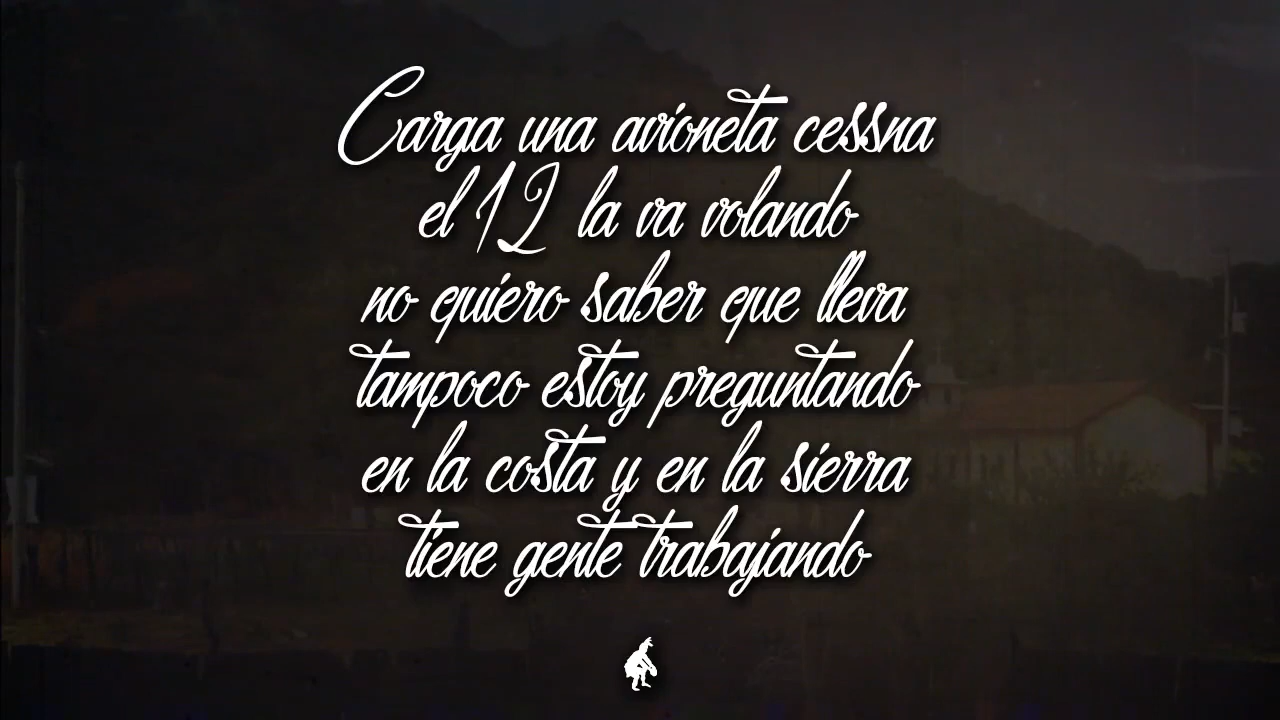 Carga una avioneta cessna
el 12 la va volando
no quiero saber que lleva
tampoco estoy preguntando
en la costa y en la sierra
tiene gente trabajando